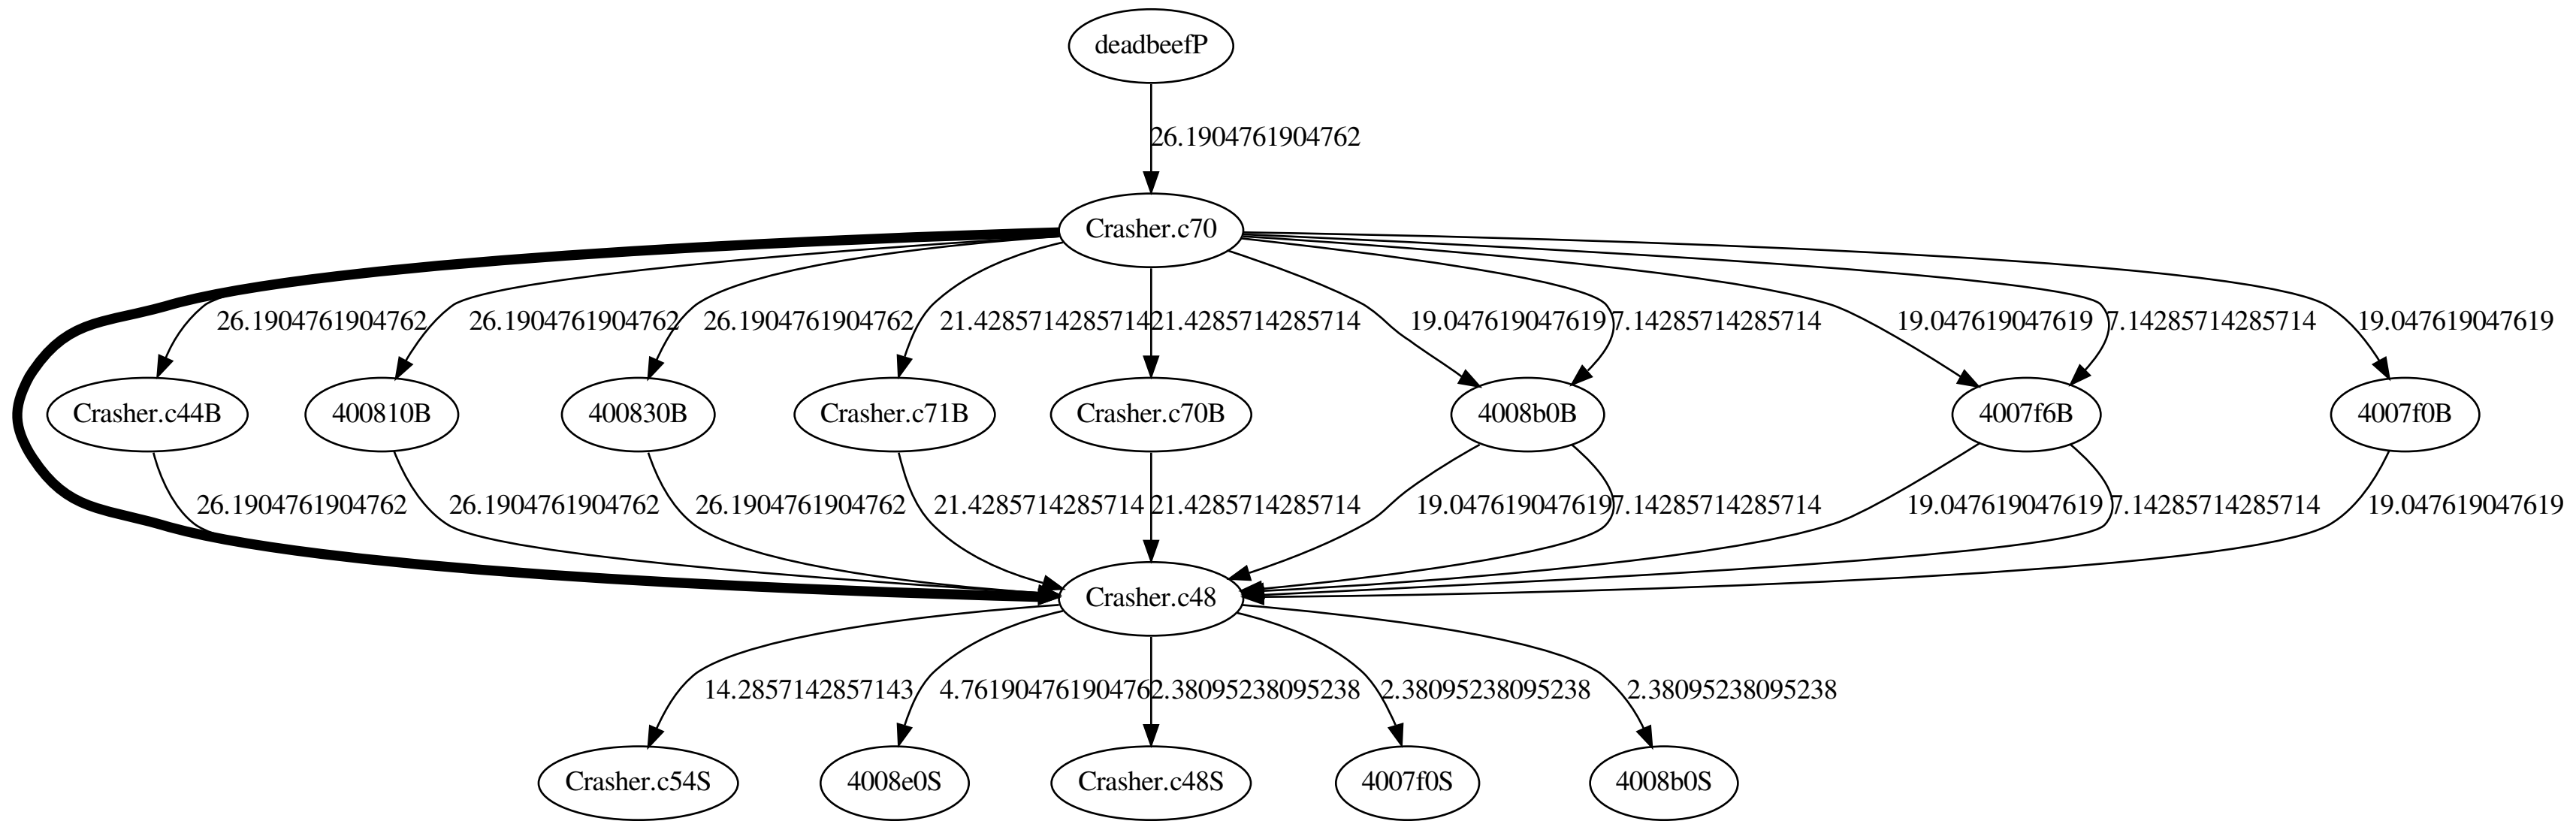 deadbeefP
26.1904761904762
Crasher.c70
26.1904761904762 26.1904761904762 26.1904761904762 21.4285714285714 21.4285714285714 19.047619047619 7.14285714285714 19.047619047619 7.14285714285714 19.047619047619
Crasher.c44B 400810B 400830B Crasher.c71B Crasher.c70B 4008b0B 4007f6B 4007f0B
26.1904761904762 26.1904761904762 26.1904761904762 21.4285714285714 21.4285714285714 19.047619047619 7.14285714285714 19.047619047619 7.14285714285714 19.047619047619
Crasher.c48
14.2857142857143 4.76190476190476 2.38095238095238 2.38095238095238 2.38095238095238
Crasher.c54S 4008e0S Crasher.c48S 4007f0S 4008b0S